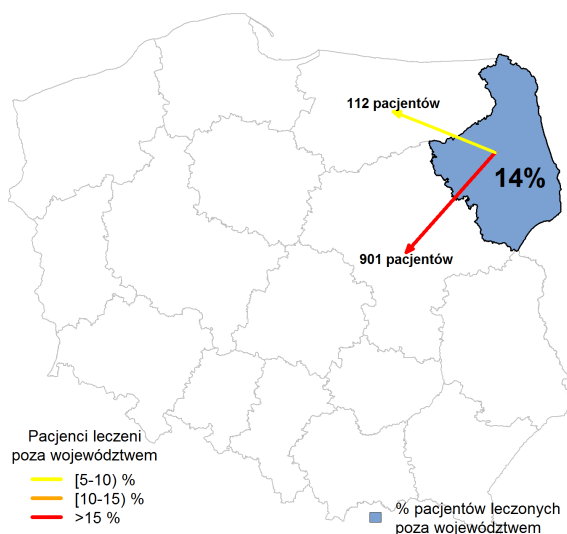 112 pacjentów
14%
901 pacjentów
Pacjenci leczeni
poza województwem
[5-10) %
[10-15) %
>15 %
% pacjentów leczonych
poza województwem